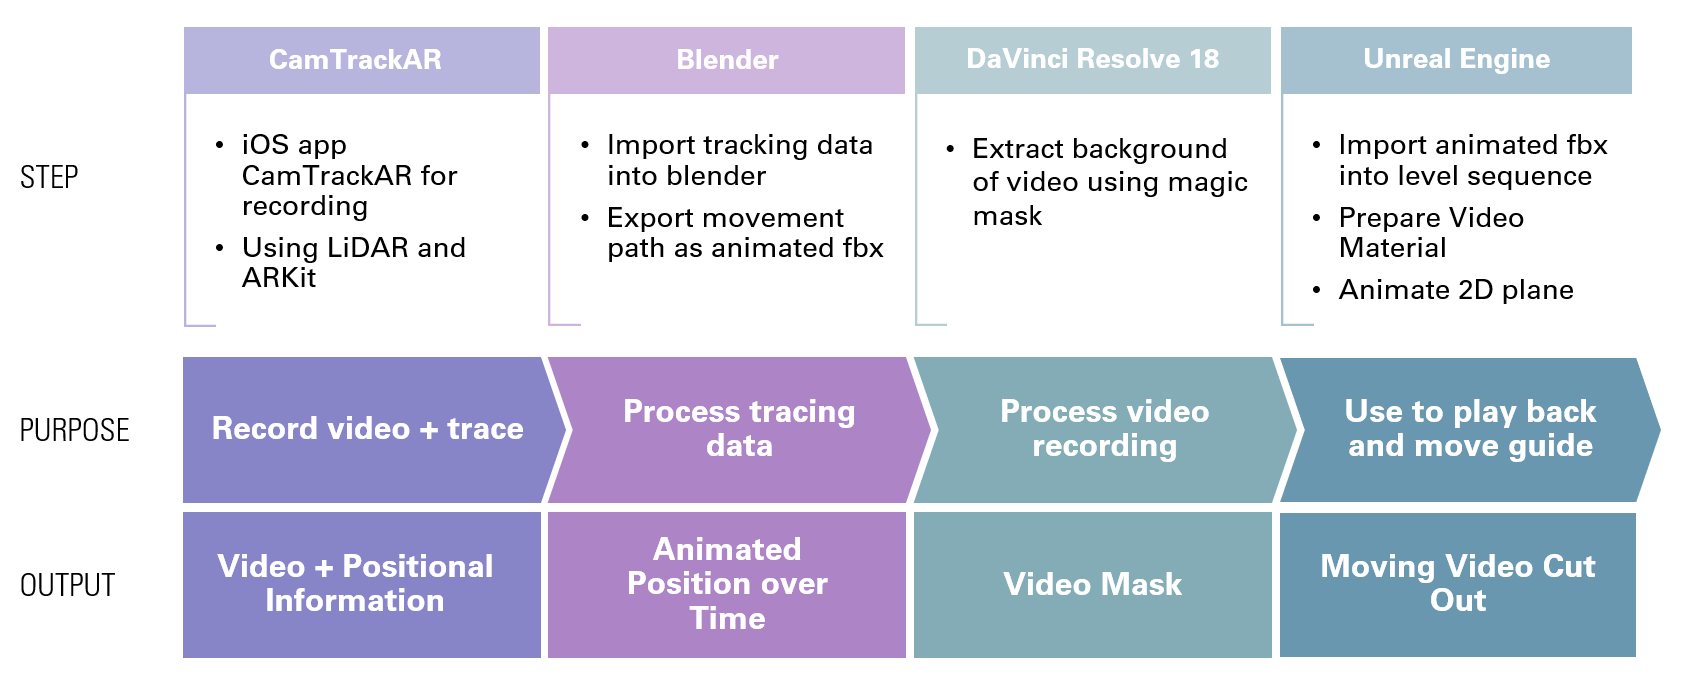 CamTrackAR
Blender
DaVinci Resolve 18
Unreal Engine
STEP
• iOS app
CamTrackAR for
recording
• Using LiDAR and
ARKit
• Import tracking data
into blender
• Export movement
path as animated fbx
• Extract background
of video using magic
mask
• Import animated fbx
into level sequence
• Prepare Video
Material
• Animate 2D plane
PURPOSE
Record video + trace
Process tracing
data
Process video
recording
Use to play back
and move guide
OUTPUT
Video + Positional
Information
Animated
Position over
Time
Video Mask
Moving Video Cut
Out